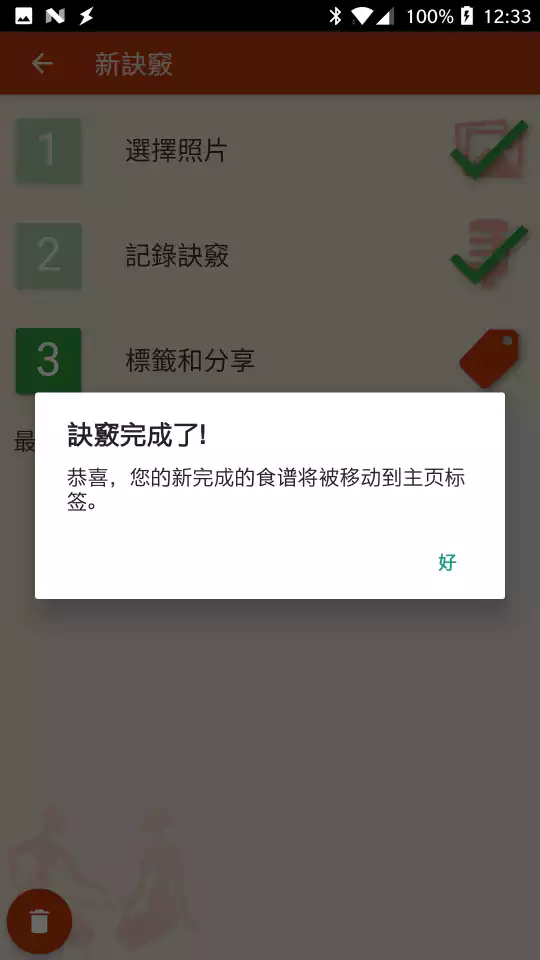 100%
12:33
新訣竅
1
選擇照片
2
記錄訣竅
3
標籤和分享
最
訣竅完成了!
恭喜，您的新完成的食谱将被移动到主页标
签。
好